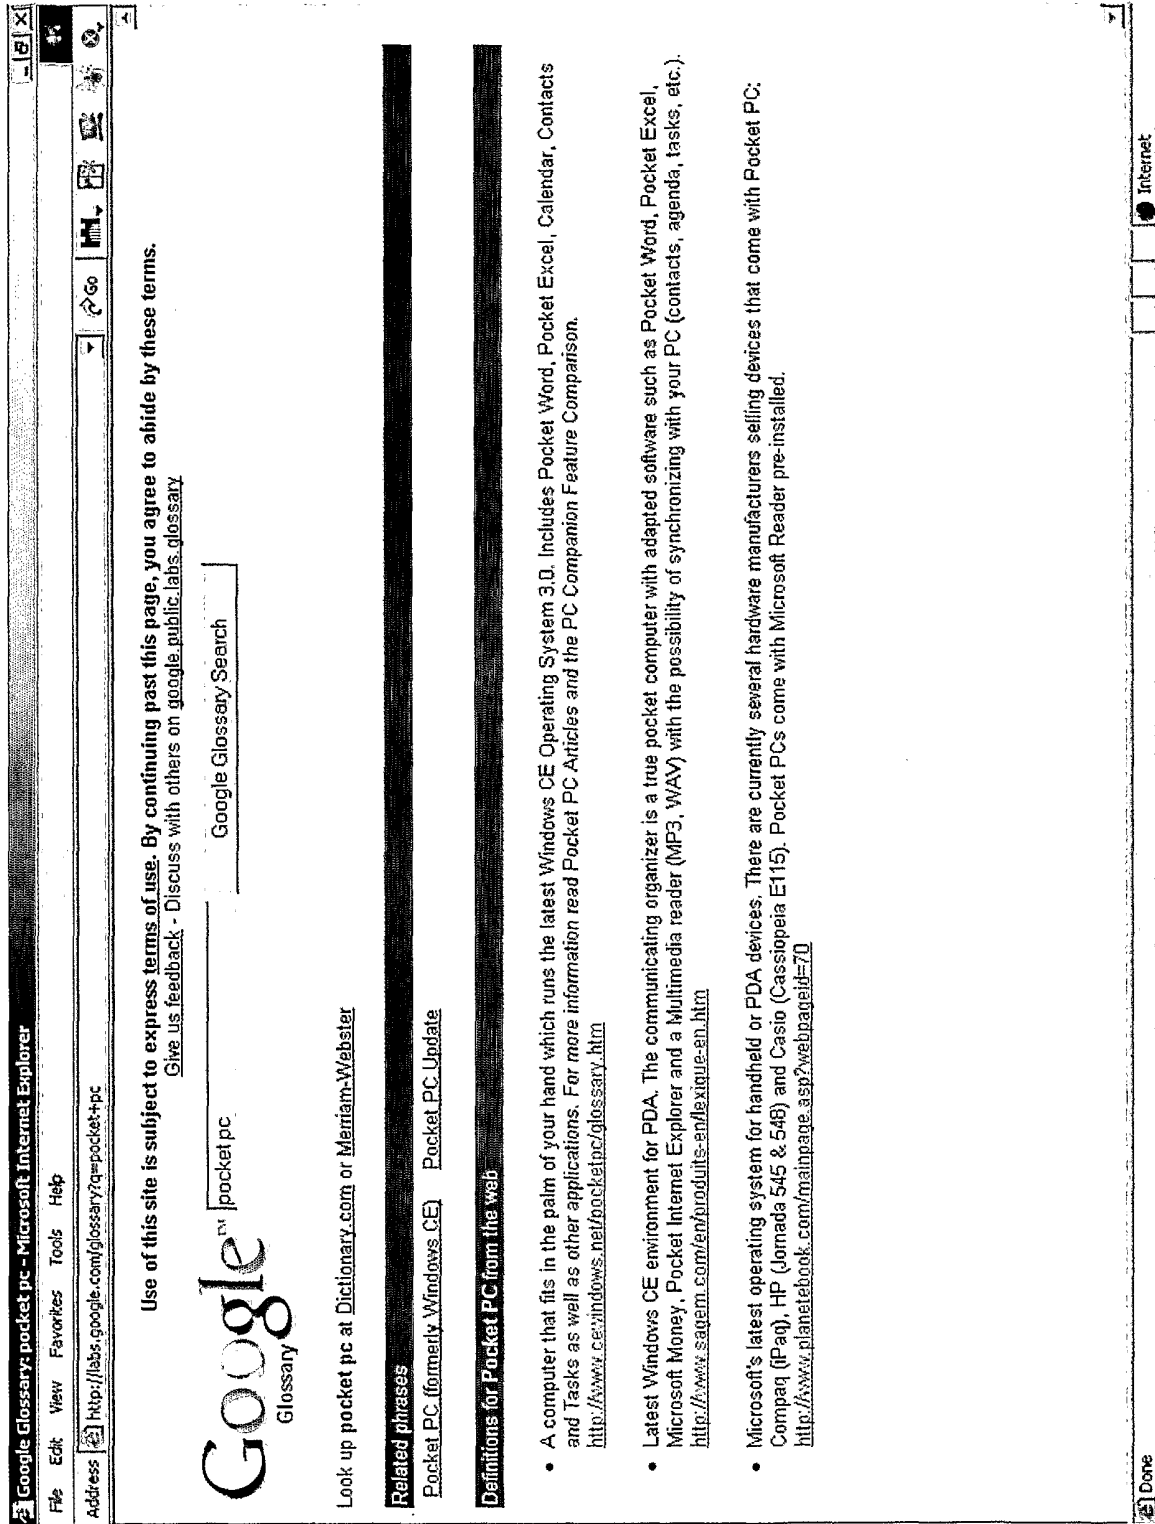 Google Glossary: pocket pc - Microsoft Internet Explorer
File Edit View Favorites Tools Help
Address http://labs.google.com/glossary?q=pocket+pc Go
Use of this site is subject to express terms of use. By continuing past this page, you agree to abide by these terms.
Give us feedback - Discuss with others on google.public.labs.glossary
Google™ pocket pc Google Glossary Search
Glossary
Look up pocket pc at Dictionary.com or Merriam-Webster
Related phrases
Pocket PC (formerly Windows CE) Pocket PC Update
Definitions for Pocket PC from the web
• A computer that fits in the palm of your hand which runs the latest Windows CE Operating System 3.0. Includes Pocket Word, Pocket Excel, Calendar, Contacts
and Tasks as well as other applications. For more information read Pocket PC Articles and the PC Companion Feature Comparison.
http://www.cewindows.net/pocketpc/glossary.htm
• Latest Windows CE environment for PDA. The communicating organizer is a true pocket computer with adapted software such as Pocket Word, Pocket Excel,
Microsoft Money, Pocket Internet Explorer and a Multimedia reader (MP3, WAV) with the possibility of synchronizing with your PC (contacts, agenda, tasks, etc.).
http://www.sagem.com/en/produits-en/lexique-en.htm
• Microsoft's latest operating system for handheld or PDA devices. There are currently several hardware manufacturers selling devices that come with Pocket PC:
Compaq (iPaq), HP (Jornada 545 & 548) and Casio (Cassiopeia E115). Pocket PCs come with Microsoft Reader pre-installed.
http://www.planetebook.com/mainpage.asp?webpageid=70
Done Internet